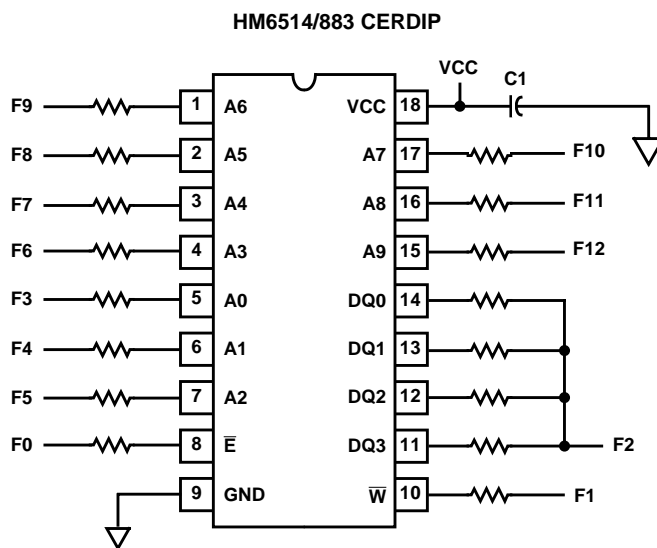 HM6514/883 CERDIP
VCC C1
F9 1 A6 VCC 18
F8 2 A5 A7 17 F10
F7 3 A4 A8 16 F11
F6 4 A3 A9 15 F12
F3 5 A0 DQ0 14
F4 6 A1 DQ1 13
F5 7 A2 DQ2 12
F0 8 E̅ DQ3 11 F2
9 GND W̅ 10 F1